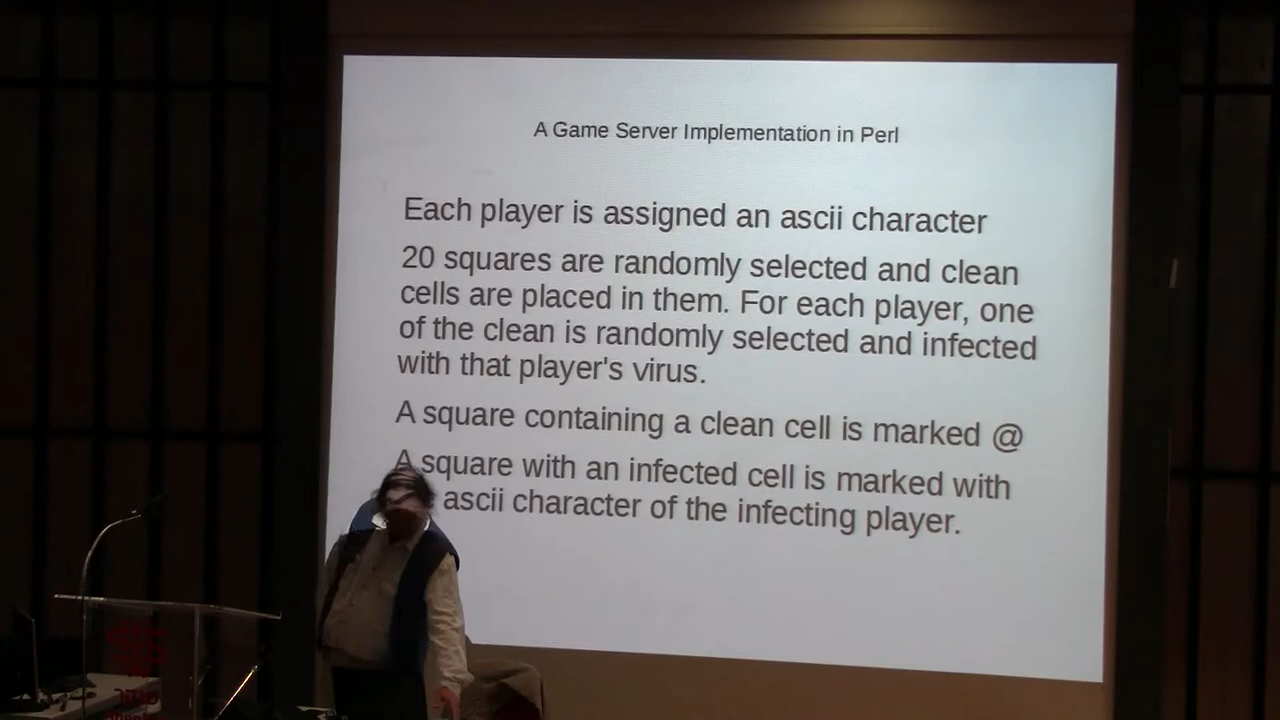 A Game Server Implementation in Perl
Each player is assigned an ascii character
20 squares are randomly selected and clean
cells are placed in them. For each player, one
of the clean is randomly selected and infected
with that player's virus.
A square containing a clean cell is marked @
A square with an infected cell is marked with
ascii character of the infecting player.